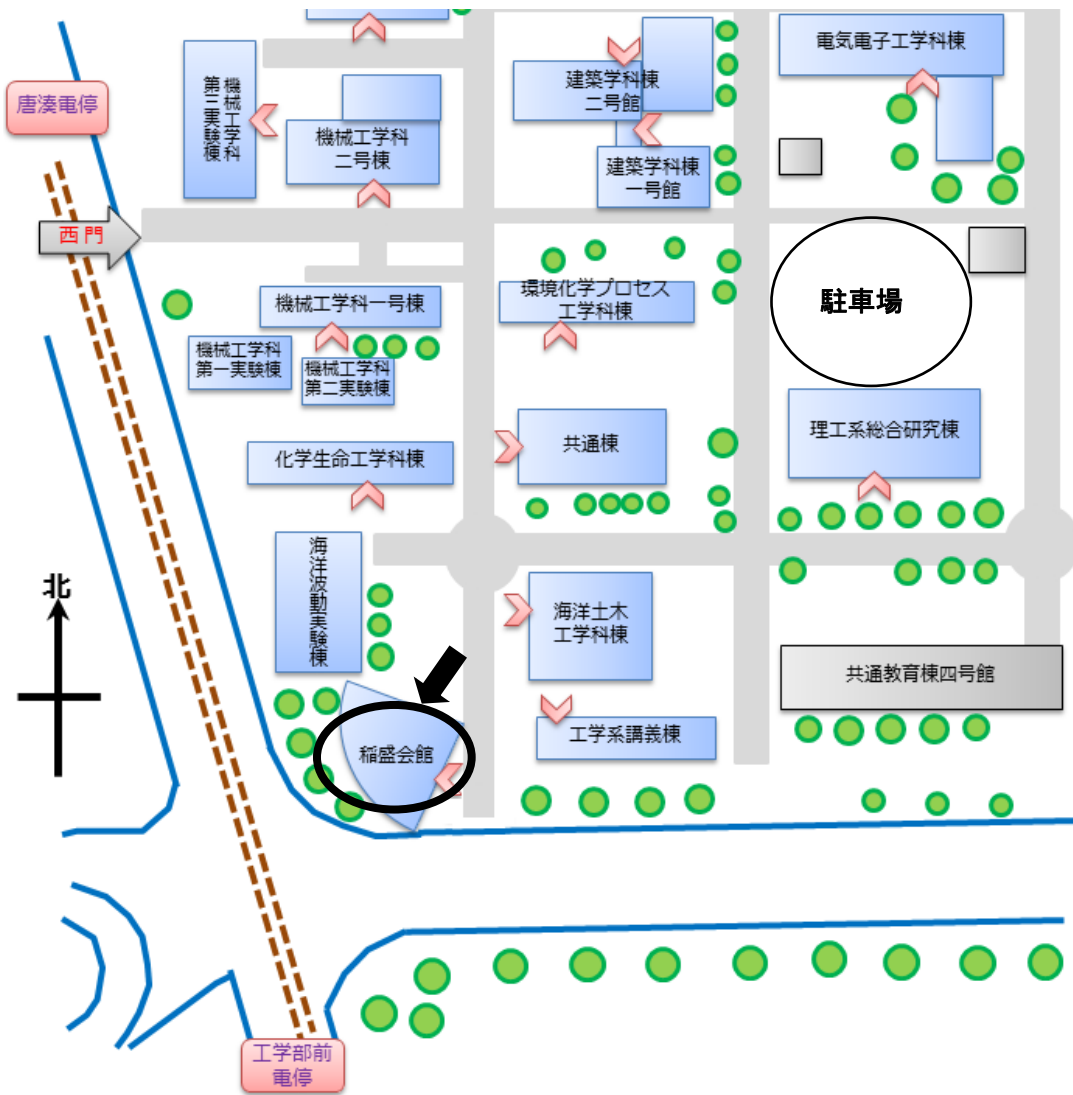 電気電子工学科棟
唐湊電停
機械工学科
第三実験棟
機械工学科
二号棟
建築学科棟
二号館
建築学科棟
一号館
西門
駐車場
環境化学プロセス
工学科棟
機械工学科一号棟
機械工学科
第一実験棟
機械工学科
第二実験棟
共通棟
理工系総合研究棟
化学生命工学科棟
海洋波動実験棟
北
海洋土木
工学科棟
共通教育棟四号館
工学系講義棟
稲盛会館
工学部前
電停